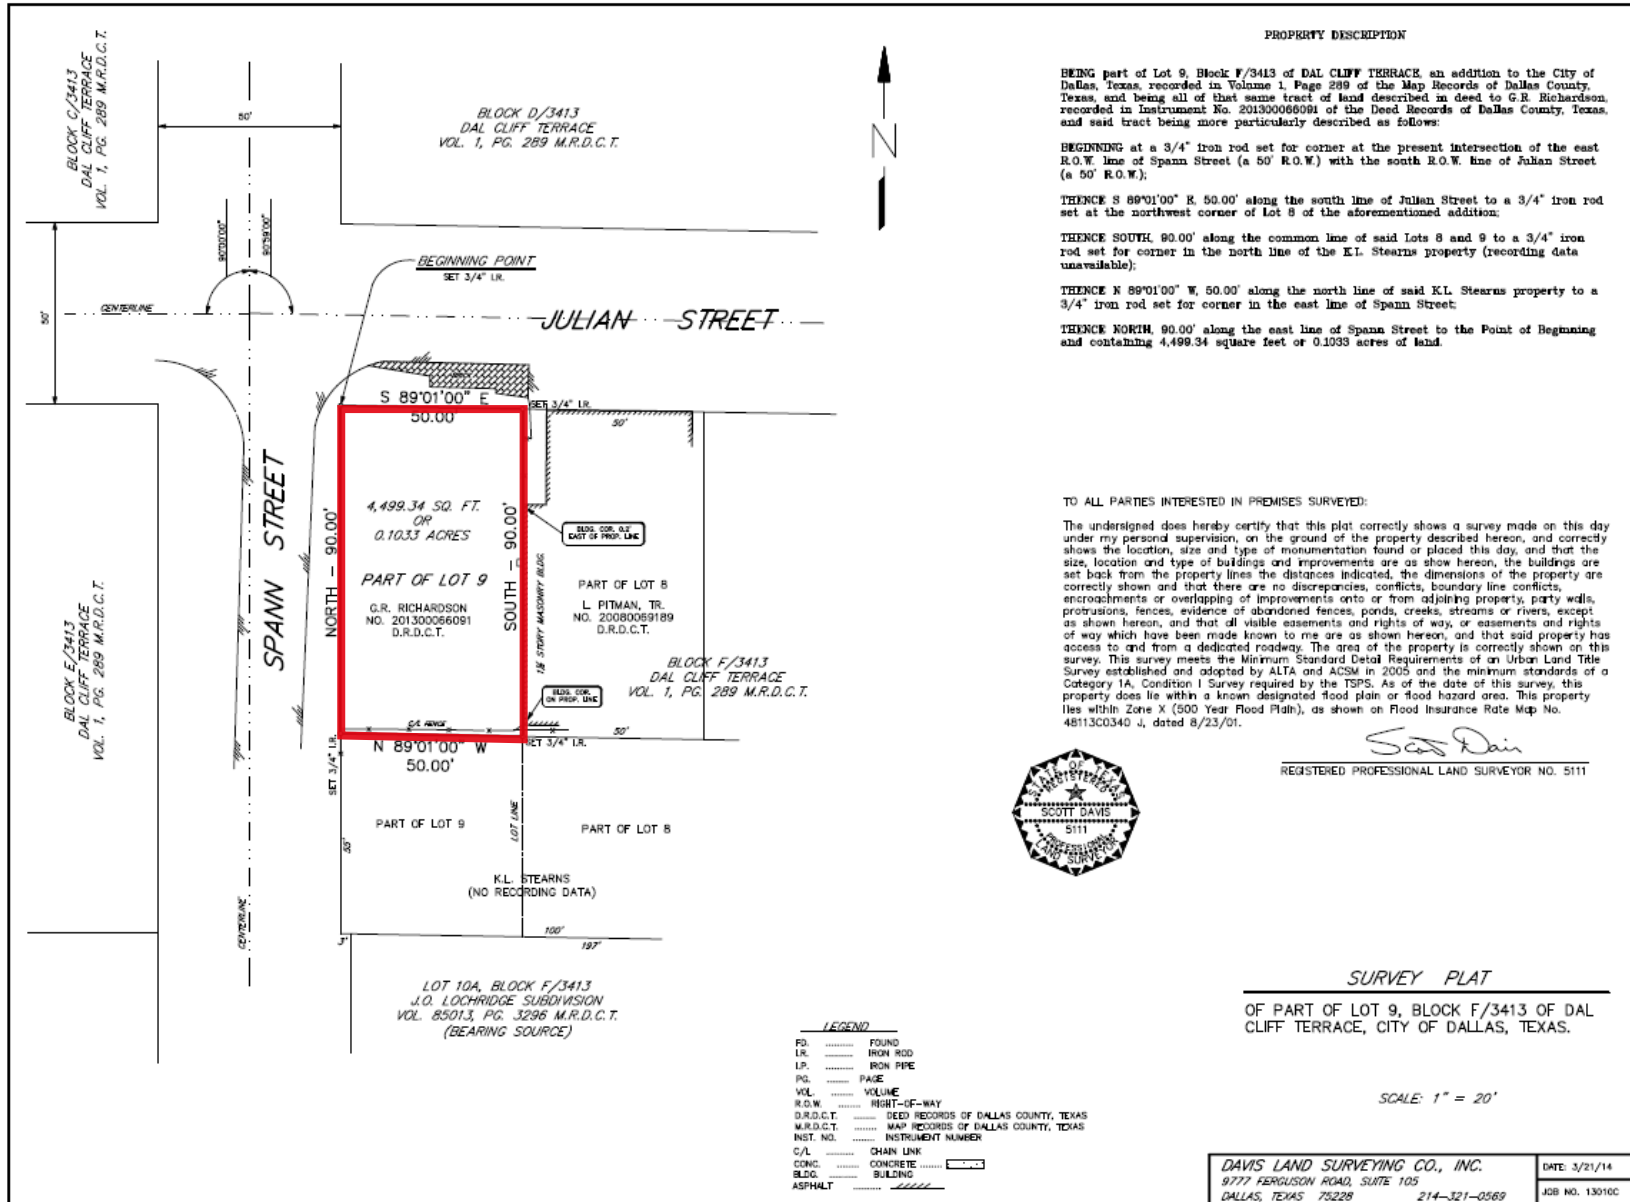 BLOCK C/3413
DAL CLIFF TERRACE
VOL. 1, PG. 289 M.R.D.C.T.
50'
BLOCK D/3413
DAL CLIFF TERRACE
VOL. 1, PG. 289 M.R.D.C.T.
N
90°00'00"
90°59'00"
50'
BEGINNING POINT
SET 3/4" I.R.
CENTERLINE
JULIAN STREET
S 89°01'00" E
50.00'
SET 3/4" I.R.
50'
SPANN STREET
NORTH – 90.00'
4,499.34 SQ. FT.
OR
0.1033 ACRES
PART OF LOT 9
G.R. RICHARDSON
NO. 201300066091
D.R.D.C.T.
SOUTH – 90.00'
BLDG. COR. 0.2'
EAST OF PROP. LINE
STORY MASONRY BLDG.
PART OF LOT 8
L. PITMAN, TR.
NO. 20080069189
D.R.D.C.T.
BLOCK F/3413
DAL CLIFF TERRACE
VOL. 1, PG. 289 M.R.D.C.T.
BLDG. COR.
ON PROP. LINE
BLOCK E/3413
DAL CLIFF TERRACE
VOL. 1, PG. 289 M.R.D.C.T.
C/L FENCE
SET 3/4" I.R.
N 89°01'00" W
50.00'
SET 3/4" I.R.
50'
PART OF LOT 9
LOT LINE
PART OF LOT 8
55'
K.L. STEARNS
(NO RECORDING DATA)
CENTERLINE
3'
100'
197'
LOT 10A, BLOCK F/3413
J.O. LOCHRIDGE SUBDIVISION
VOL. 85013, PG. 3296 M.R.D.C.T.
(BEARING SOURCE)
LEGEND
FD. ........ FOUND
I.R. ........ IRON ROD
I.P. ........ IRON PIPE
PG. ........ PAGE
VOL. ........ VOLUME
R.O.W. ........ RIGHT-OF-WAY
D.R.D.C.T. ........ DEED RECORDS OF DALLAS COUNTY, TEXAS
M.R.D.C.T. ........ MAP RECORDS OF DALLAS COUNTY, TEXAS
INST. NO. ........ INSTRUMENT NUMBER
C/L ........ CHAIN LINK
CONC. ........ CONCRETE ........
BLDG. ........ BUILDING
ASPHALT ........
PROPERTY DESCRIPTION
BEING part of Lot 9, Block F/3413 of DAL CLIFF TERRACE, an addition to the City of
Dallas, Texas, recorded in Volume 1, Page 289 of the Map Records of Dallas County,
Texas, and being all of that same tract of land described in deed to G.R. Richardson,
recorded in Instrument No. 201300066091 of the Deed Records of Dallas County, Texas,
and said tract being more particularly described as follows:
BEGINNING at a 3/4" iron rod set for corner at the present intersection of the east
R.O.W. line of Spann Street (a 50' R.O.W.) with the south R.O.W. line of Julian Street
(a 50' R.O.W.);
THENCE S 89°01'00" E, 50.00' along the south line of Julian Street to a 3/4" iron rod
set at the northwest corner of Lot 8 of the aforementioned addition;
THENCE SOUTH, 90.00' along the common line of said Lots 8 and 9 to a 3/4" iron
rod set for corner in the north line of the K.L. Stearns property (recording data
unavailable);
THENCE N 89°01'00" W, 50.00' along the north line of said K.L. Stearns property to a
3/4" iron rod set for corner in the east line of Spann Street;
THENCE NORTH, 90.00' along the east line of Spann Street to the Point of Beginning
and containing 4,499.34 square feet or 0.1033 acres of land.
TO ALL PARTIES INTERESTED IN PREMISES SURVEYED:
The undersigned does hereby certify that this plat correctly shows a survey made on this day
under my personal supervision, on the ground of the property described hereon, and correctly
shows the location, size and type of monumentation found or placed this day, and that the
size, location and type of buildings and improvements are as show hereon, the buildings are
set back from the property lines the distances indicated, the dimensions of the property are
correctly shown and that there are no discrepancies, conflicts, boundary line conflicts,
encroachments or overlapping of improvements onto or from adjoining property, party walls,
protrusions, fences, evidence of abandoned fences, ponds, creeks, streams or rivers, except
as shown hereon, and that all visible easements and rights of way, or easements and rights
of way which have been made known to me are as shown hereon, and that said property has
access to and from a dedicated roadway. The area of the property is correctly shown on this
survey. This survey meets the Minimum Standard Detail Requirements of an Urban Land Title
Survey established and adopted by ALTA and ACSM in 2005 and the minimum standards of a
Category 1A, Condition I Survey required by the TSPS. As of the date of this survey, this
property does lie within a known designated flood plain or flood hazard area. This property
lies within Zone X (500 Year Flood Plain), as shown on Flood Insurance Rate Map No.
48113C0340 J, dated 8/23/01.
Scott Davis
REGISTERED PROFESSIONAL LAND SURVEYOR NO. 5111
STATE OF TEXAS
REGISTERED
SCOTT DAVIS
5111
PROFESSIONAL
LAND SURVEYOR
SURVEY PLAT
OF PART OF LOT 9, BLOCK F/3413 OF DAL
CLIFF TERRACE, CITY OF DALLAS, TEXAS.
SCALE: 1" = 20'
DAVIS LAND SURVEYING CO., INC.
9777 FERGUSON ROAD, SUITE 105
DALLAS, TEXAS 75228 214-321-0569
DATE: 3/21/14
JOB NO. 13010C